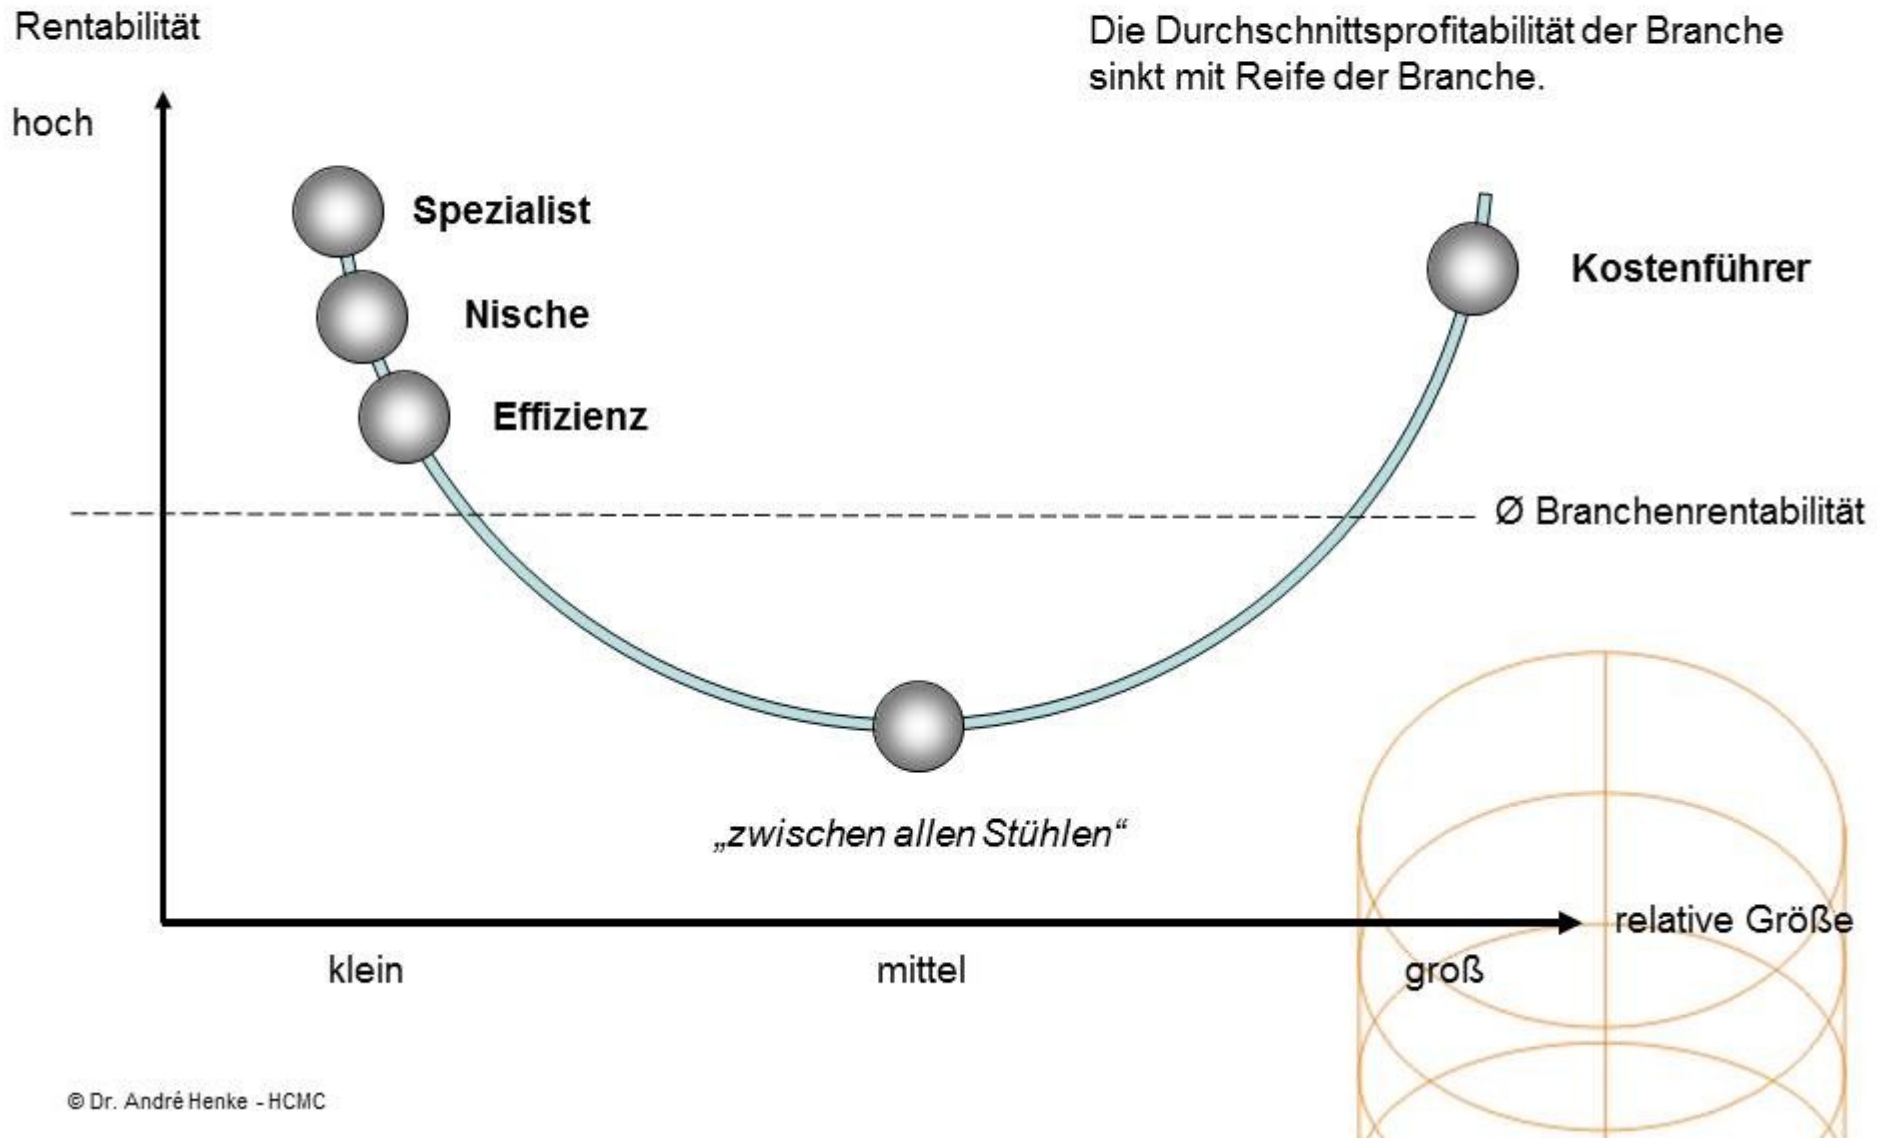 Rentabilität
Die Durchschnittsprofitabilität der Branche
sinkt mit Reife der Branche.
hoch
Spezialist
Kostenführer
Nische
Effizienz
Ø Branchenrentabilität
„zwischen allen Stühlen“
relative Größe
klein
mittel
groß
© Dr. André Henke - HCMC